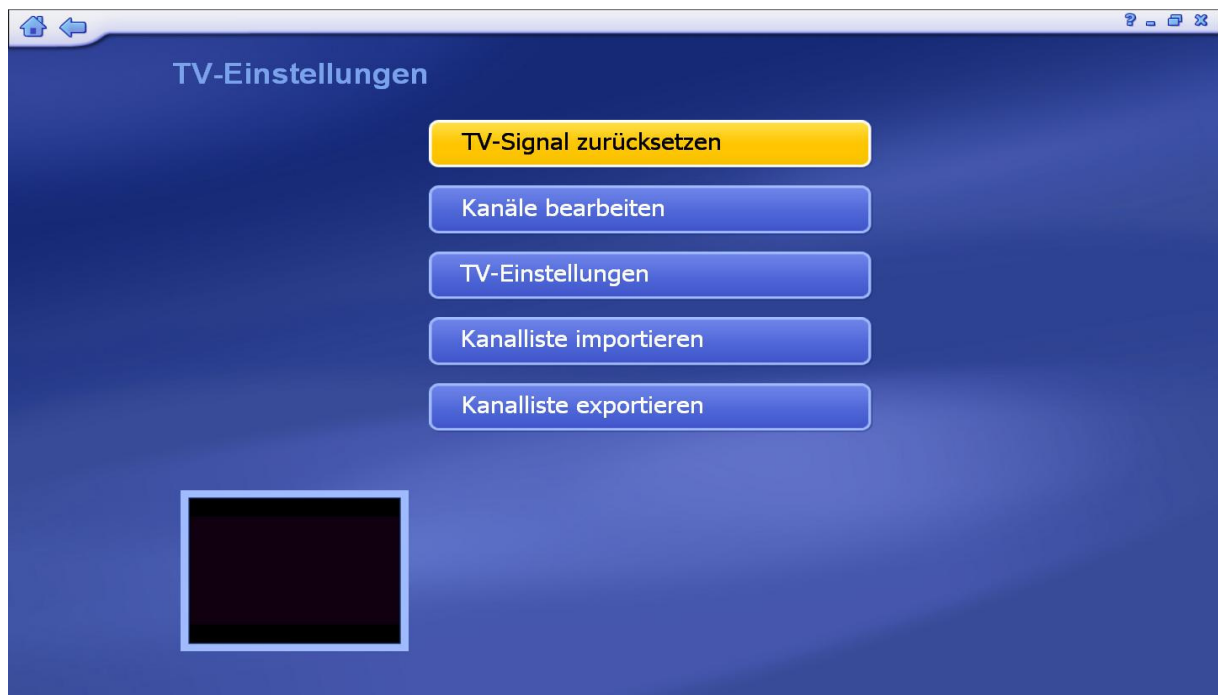 TV-Einstellungen
TV-Signal zurücksetzen
Kanäle bearbeiten
TV-Einstellungen
Kanalliste importieren
Kanalliste exportieren